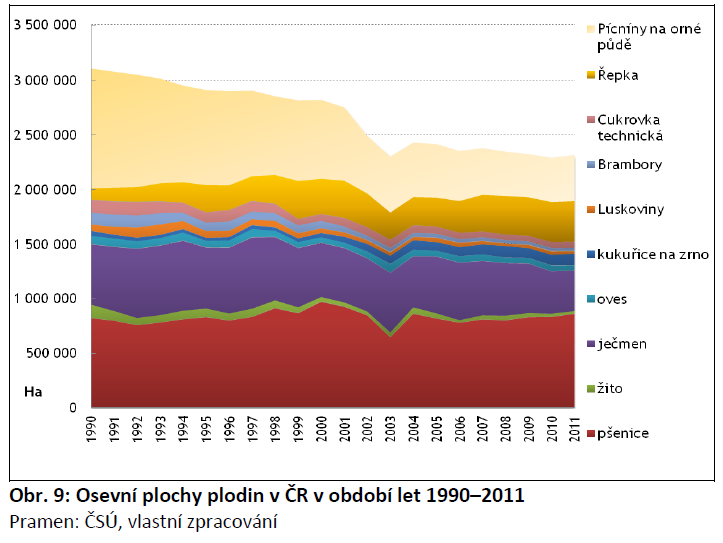 3 500 000
3 000 000
2 500 000
2 000 000
1 500 000
1 000 000
500 000
Ha
0
1990
1991
1992
1993
1994
1995
1996
1997
1998
1999
2000
2001
2002
2003
2004
2005
2006
2007
2008
2009
2010
2011
Pícniny na orné
půdě
Řepka
Cukrovka
technická
Brambory
Luskoviny
kukuřice na zrno
oves
ječmen
žito
pšenice
Obr. 9: Osevní plochy plodin v ČR v období let 1990–2011
Pramen: ČSÚ, vlastní zpracování